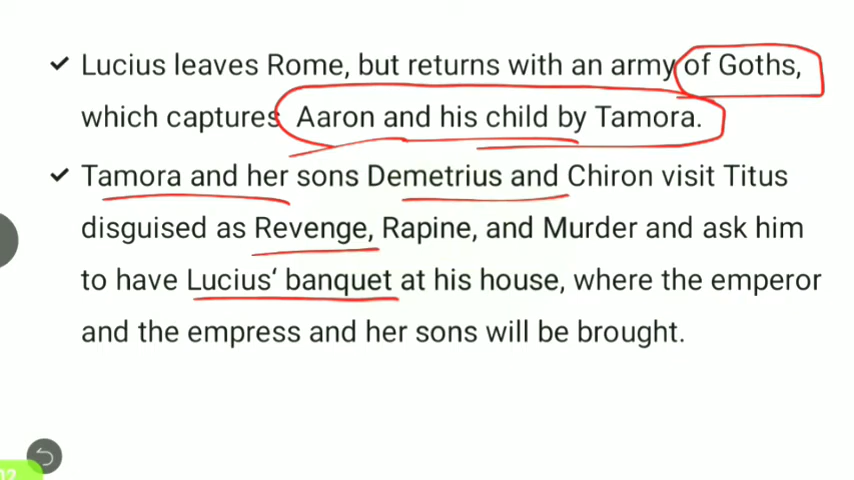 ✔ Lucius leaves Rome, but returns with an army of Goths,
which captures Aaron and his child by Tamora.
✔ Tamora and her sons Demetrius and Chiron visit Titus
disguised as Revenge, Rapine, and Murder and ask him
to have Lucius‘ banquet at his house, where the emperor
and the empress and her sons will be brought.